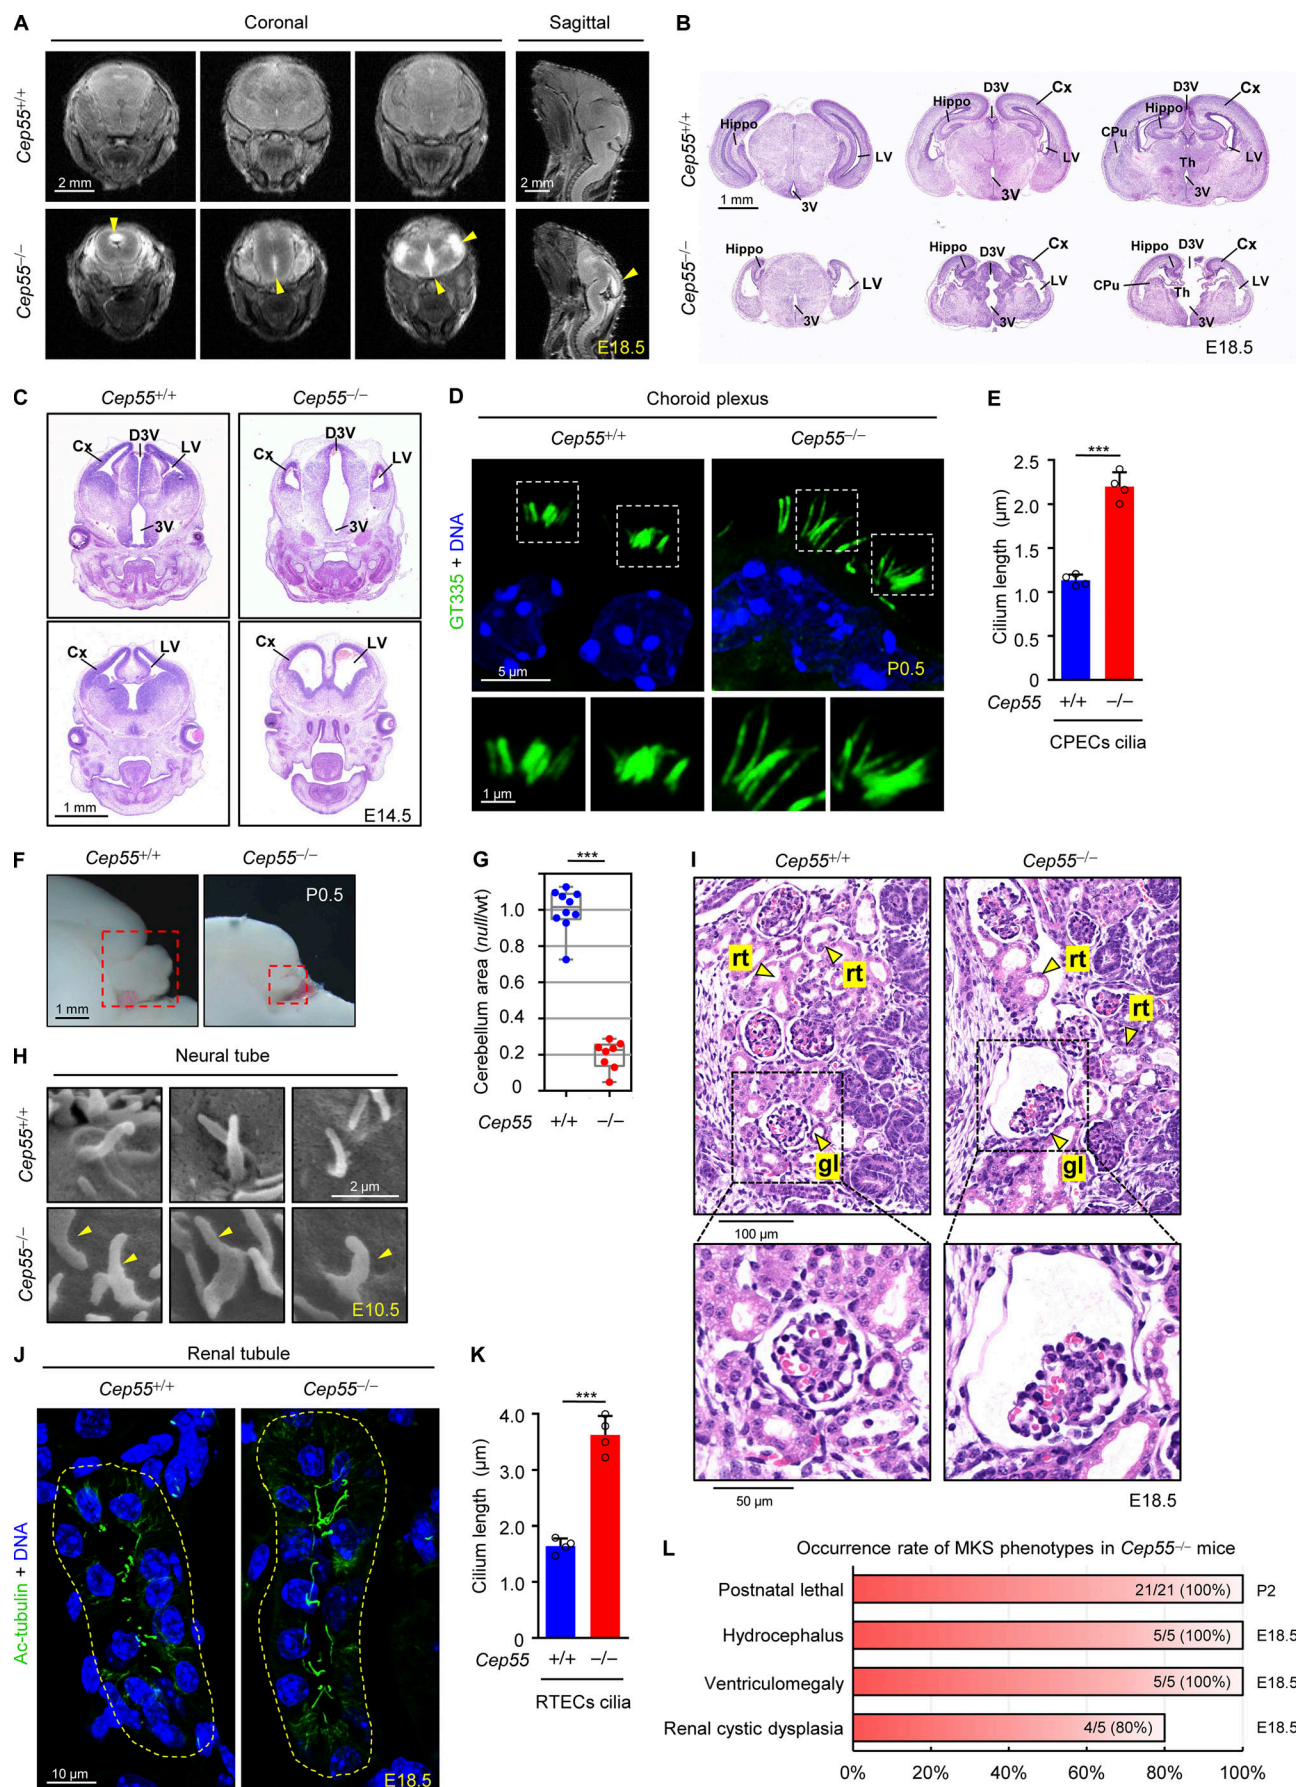 A
Coronal
Sagittal
Cep55+/+
2 mm
2 mm
Cep55−/−
E18.5
B
Cep55+/+
Hippo
LV
3V
1 mm
Hippo
D3V
Cx
LV
3V
CPu
Hippo
D3V
Cx
LV
Th
3V
Cep55−/−
Hippo
LV
3V
Hippo
D3V
Cx
LV
3V
Hippo
D3V
Cx
CPu
Th
LV
3V
E18.5
C
Cep55+/+
Cep55−/−
Cx
D3V
LV
3V
Cx
D3V
LV
3V
Cx
LV
Cx
LV
1 mm
E14.5
D
Choroid plexus
Cep55+/+
Cep55−/−
GT335 + DNA
5 µm
P0.5
1 µm
E
***
Cilium length (µm)
2.5
2.0
1.5
1.0
0.5
0
Cep55
+/+
−/−
CPECs cilia
F
Cep55+/+
Cep55−/−
P0.5
1 mm
G
***
Cerebellum area (null/wt)
1.0
0.8
0.6
0.4
0.2
0
Cep55
+/+
−/−
H
Neural tube
Cep55+/+
2 µm
Cep55−/−
E10.5
I
Cep55+/+
Cep55−/−
rt
rt
gl
rt
rt
gl
100 µm
50 µm
E18.5
J
Renal tubule
Cep55+/+
Cep55−/−
Ac-tubulin + DNA
10 µm
E18.5
K
***
Cilium length (µm)
4.0
3.0
2.0
1.0
0
Cep55
+/+
−/−
RTECs cilia
L
Occurrence rate of MKS phenotypes in Cep55−/− mice
Postnatal lethal
21/21 (100%)
P2
Hydrocephalus
5/5 (100%)
E18.5
Ventriculomegaly
5/5 (100%)
E18.5
Renal cystic dysplasia
4/5 (80%)
E18.5
0%
20%
40%
60%
80%
100%